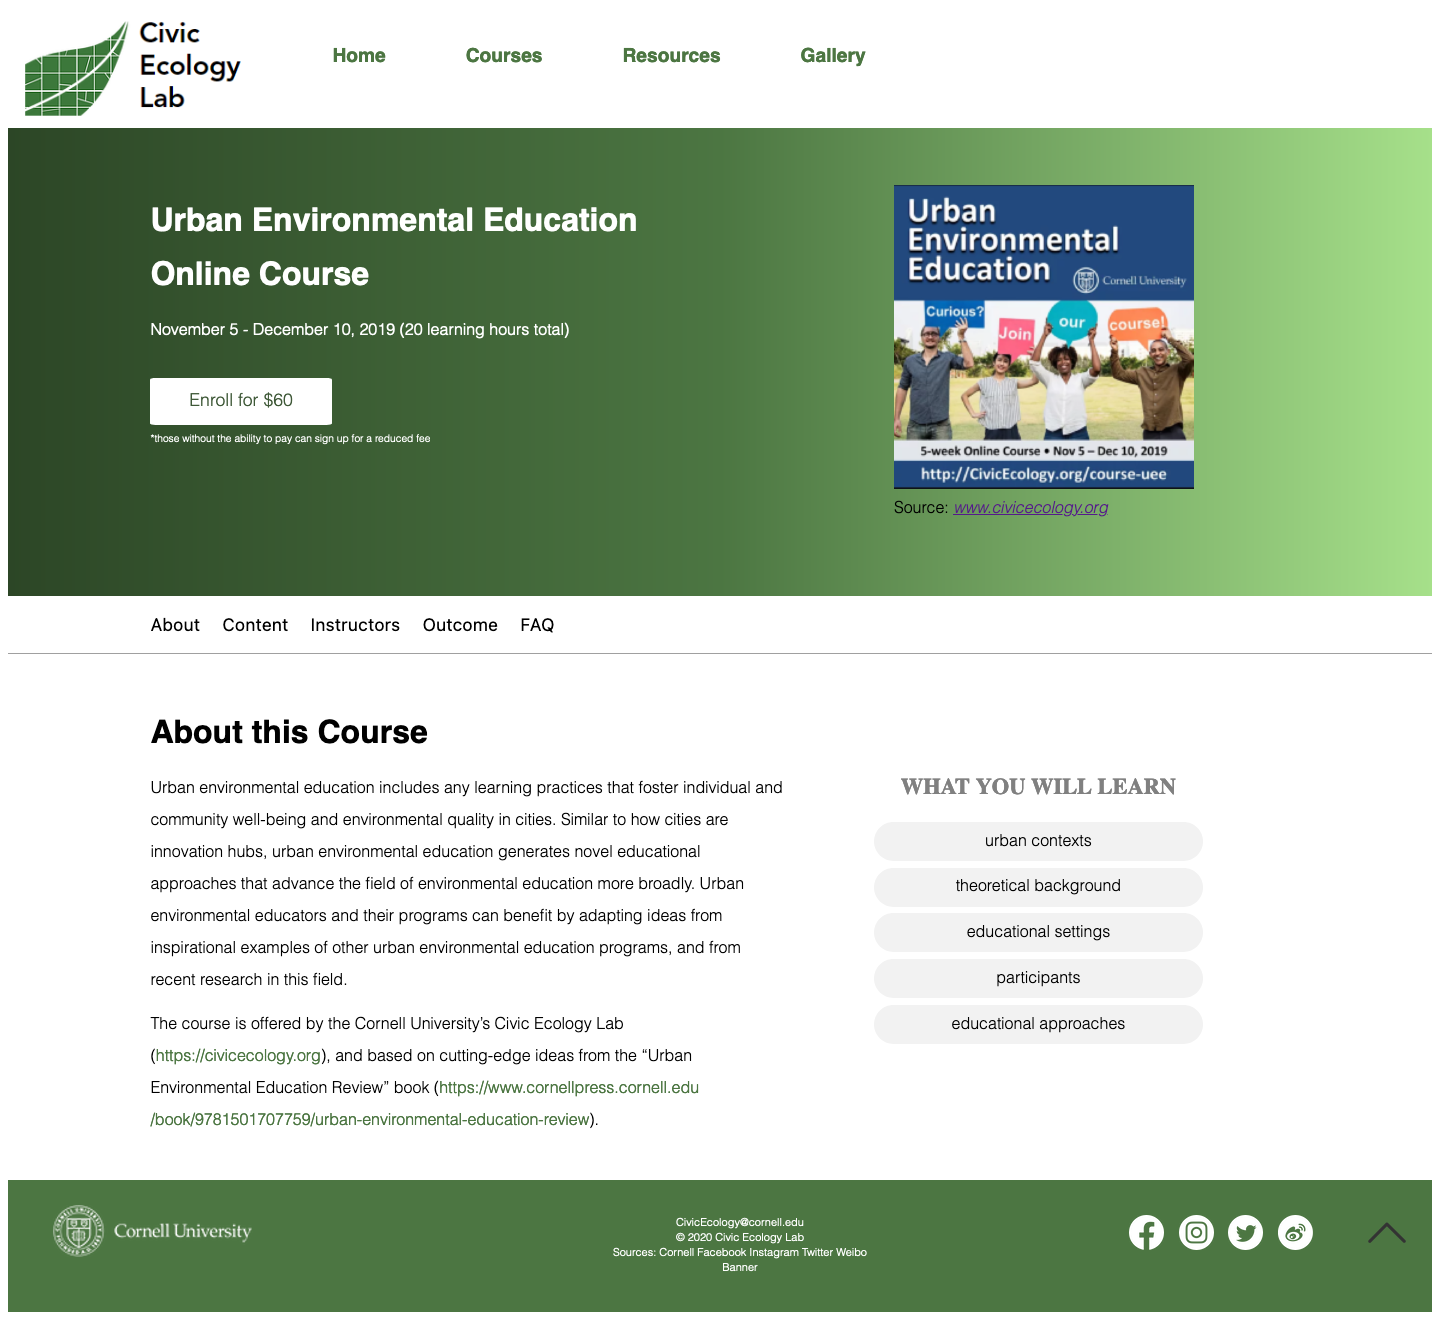 Civic
Ecology
Lab
Home Courses Resources Gallery
Urban Environmental Education
Online Course
November 5 - December 10, 2019 (20 learning hours total)
Enroll for $60
*those without the ability to pay can sign up for a reduced fee
Urban
Environmental
Education
Cornell University
Curious?
Join
our
course!
5-week Online Course • Nov 5 – Dec 10, 2019
http://CivicEcology.org/course-uee
Source: www.civicecology.org
About Content Instructors Outcome FAQ
About this Course
Urban environmental education includes any learning practices that foster individual and
community well-being and environmental quality in cities. Similar to how cities are
innovation hubs, urban environmental education generates novel educational
approaches that advance the field of environmental education more broadly. Urban
environmental educators and their programs can benefit by adapting ideas from
inspirational examples of other urban environmental education programs, and from
recent research in this field.
The course is offered by the Cornell University’s Civic Ecology Lab
(https://civicecology.org), and based on cutting-edge ideas from the “Urban
Environmental Education Review” book (https://www.cornellpress.cornell.edu
/book/9781501707759/urban-environmental-education-review).
WHAT YOU WILL LEARN
urban contexts
theoretical background
educational settings
participants
educational approaches
Cornell University
CivicEcology@cornell.edu
© 2020 Civic Ecology Lab
Sources: Cornell Facebook Instagram Twitter Weibo
Banner